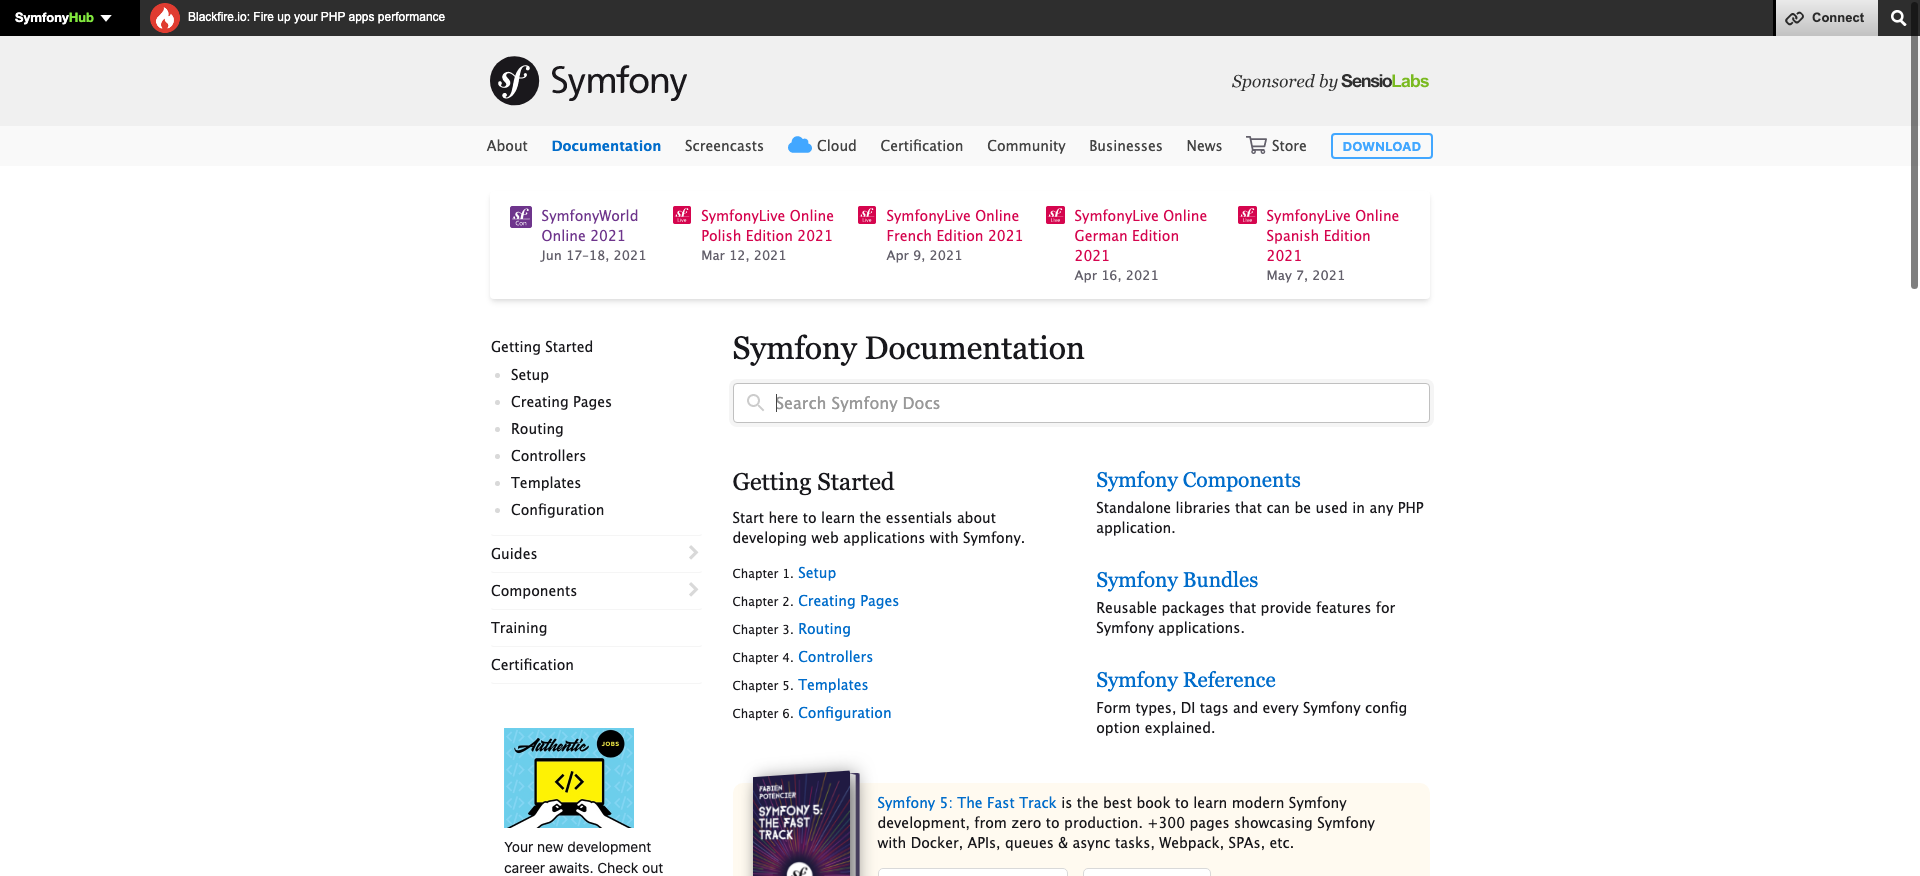 SymfonyHub
Blackfire.io: Fire up your PHP apps performance
Connect
sf Symfony
Sponsored by SensioLabs
About
Documentation
Screencasts
Cloud
Certification
Community
Businesses
News
Store
DOWNLOAD
SymfonyWorld
Online 2021
Jun 17-18, 2021
SymfonyLive Online
Polish Edition 2021
Mar 12, 2021
SymfonyLive Online
French Edition 2021
Apr 9, 2021
SymfonyLive Online
German Edition
2021
Apr 16, 2021
SymfonyLive Online
Spanish Edition
2021
May 7, 2021
Getting Started
Setup
Creating Pages
Routing
Controllers
Templates
Configuration
Guides
Components
Training
Certification
Authentic JOBS
</>
Your new development
career awaits. Check out
Symfony Documentation
Search Symfony Docs
Getting Started
Start here to learn the essentials about
developing web applications with Symfony.
Chapter 1. Setup
Chapter 2. Creating Pages
Chapter 3. Routing
Chapter 4. Controllers
Chapter 5. Templates
Chapter 6. Configuration
Symfony Components
Standalone libraries that can be used in any PHP
application.
Symfony Bundles
Reusable packages that provide features for
Symfony applications.
Symfony Reference
Form types, DI tags and every Symfony config
option explained.
FABIEN
POTENCIER
SYMFONY 5:
THE FAST
TRACK
Symfony 5: The Fast Track is the best book to learn modern Symfony
development, from zero to production. +300 pages showcasing Symfony
with Docker, APIs, queues & async tasks, Webpack, SPAs, etc.